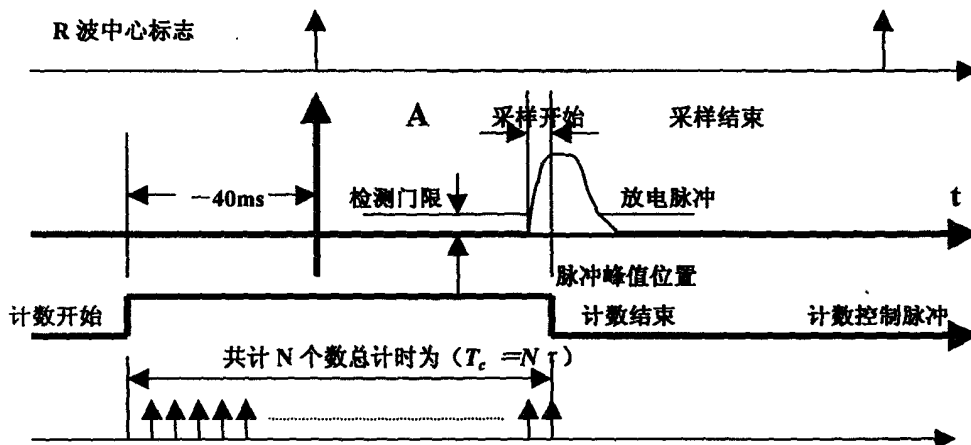 R 波中心标志
A
采样开始
采样结束
~40ms
检测门限
放电脉冲
t
脉冲峰值位置
计数开始
计数结束
计数控制脉冲
共计 N 个数总计时为（Tc =N τ）